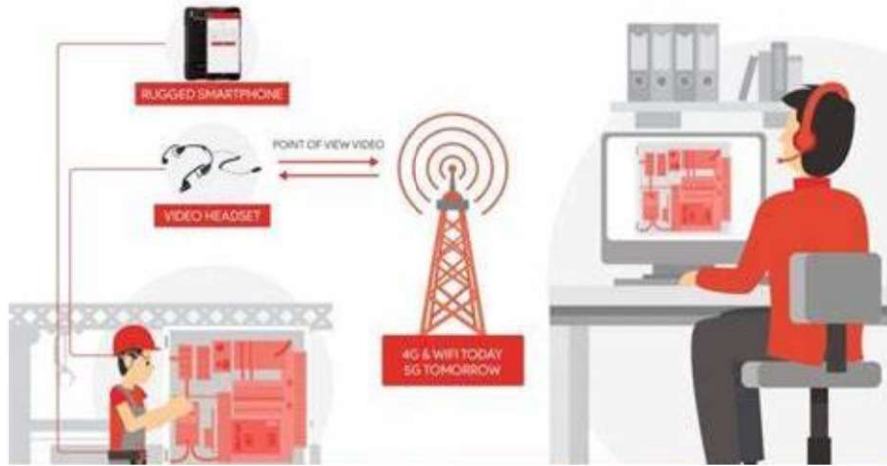 RUGGED SMARTPHONE
POINT OF VIEW VIDEO
VIDEO HEADSET
4G & WIFI TODAY
5G TOMORROW